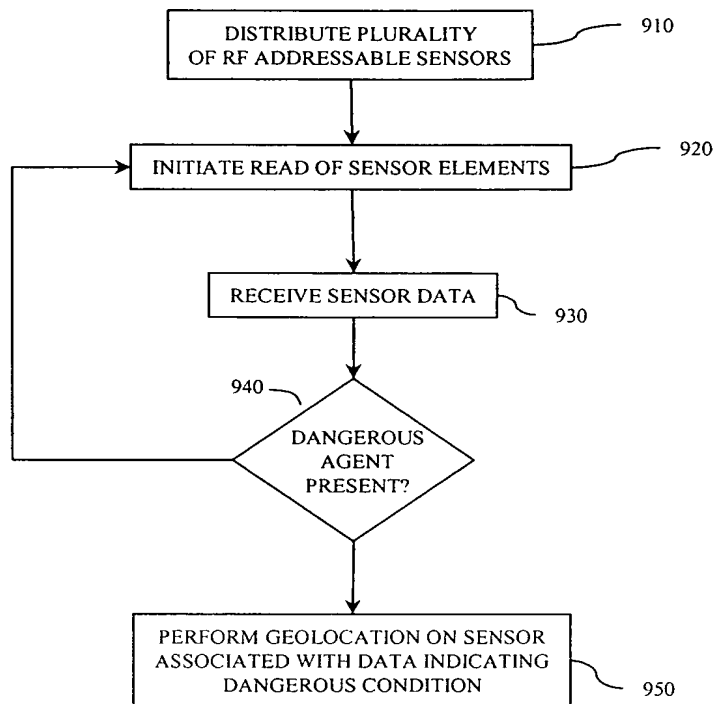 DISTRIBUTE PLURALITY
OF RF ADDRESSABLE SENSORS
910
INITIATE READ OF SENSOR ELEMENTS
920
RECEIVE SENSOR DATA
930
940
DANGEROUS
AGENT
PRESENT?
PERFORM GEOLOCATION ON SENSOR
ASSOCIATED WITH DATA INDICATING
DANGEROUS CONDITION
950